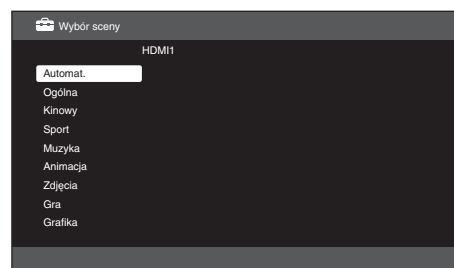 Wybór sceny
HDMI1
Automat.
Ogólna
Kinowy
Sport
Muzyka
Animacja
Zdjęcia
Gra
Grafika